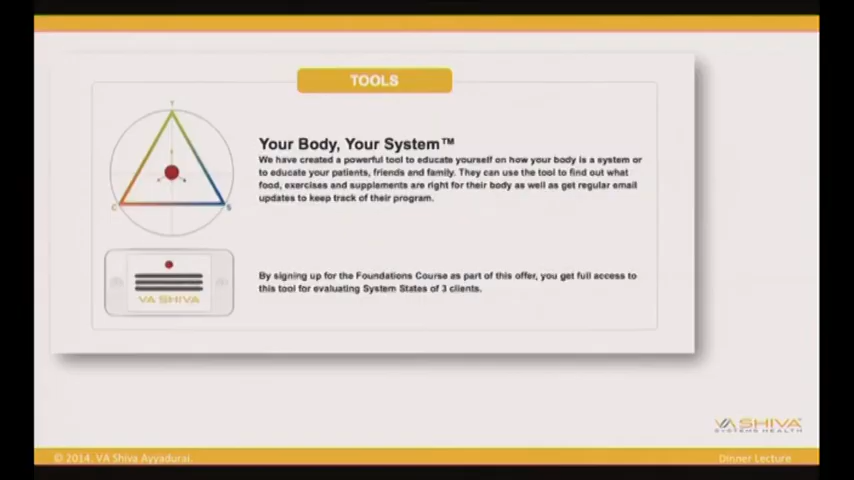 TOOLS
Y
C
S
Your Body, Your System™
We have created a powerful tool to educate yourself on how your body is a system or
to educate your patients, friends and family. They can use the tool to find out what
food, exercises and supplements are right for their body as well as get regular email
updates to keep track of their program.
VA SHIVA
By signing up for the Foundations Course as part of this offer, you get full access to
this tool for evaluating System States of 3 clients.
VA SHIVA
SYSTEMS HEALTH
© 2014. VA Shiva Ayyadurai.
Dinner Lecture